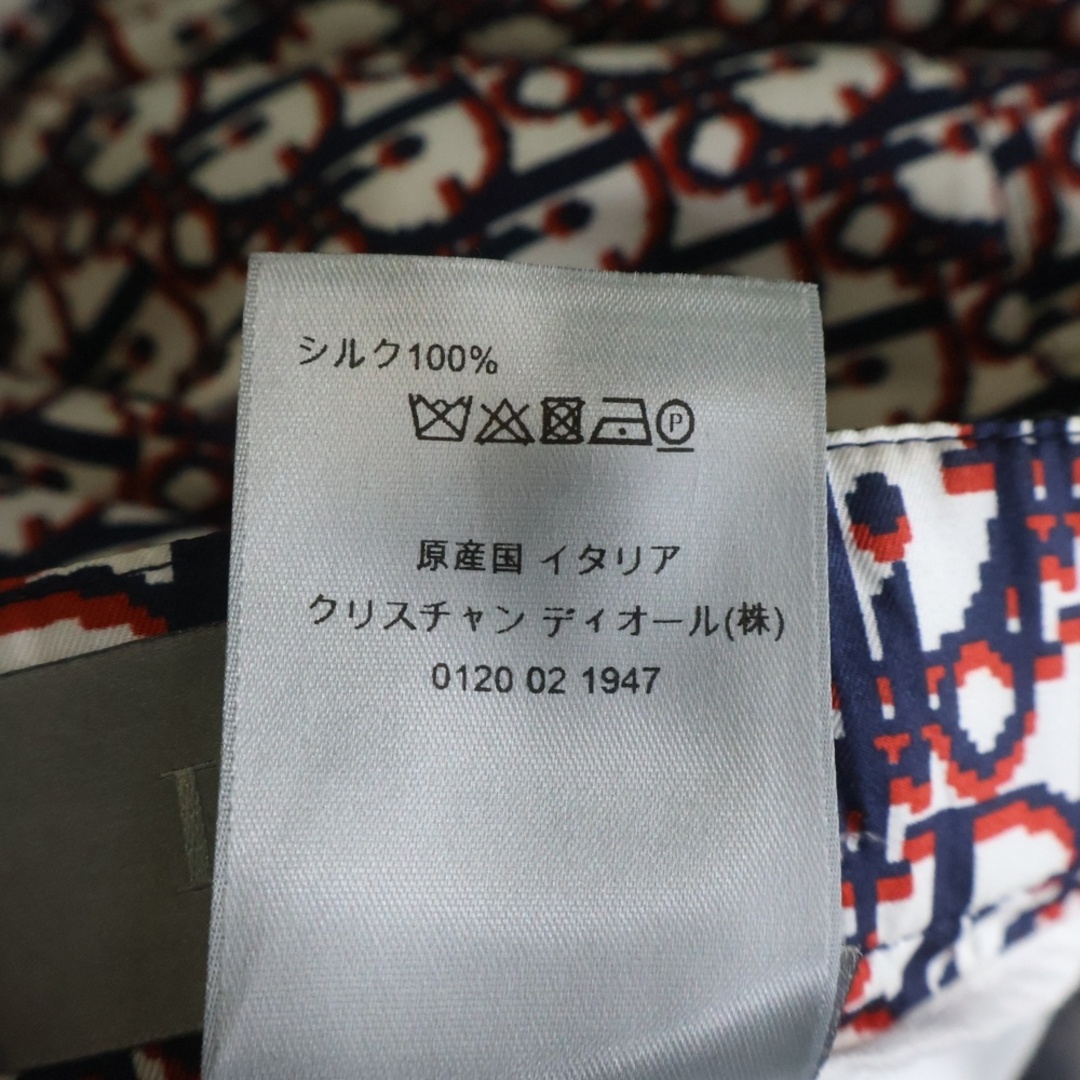 シルク100%
P
原産国 イタリア
クリスチャン ディオール(株)
0120 02 1947